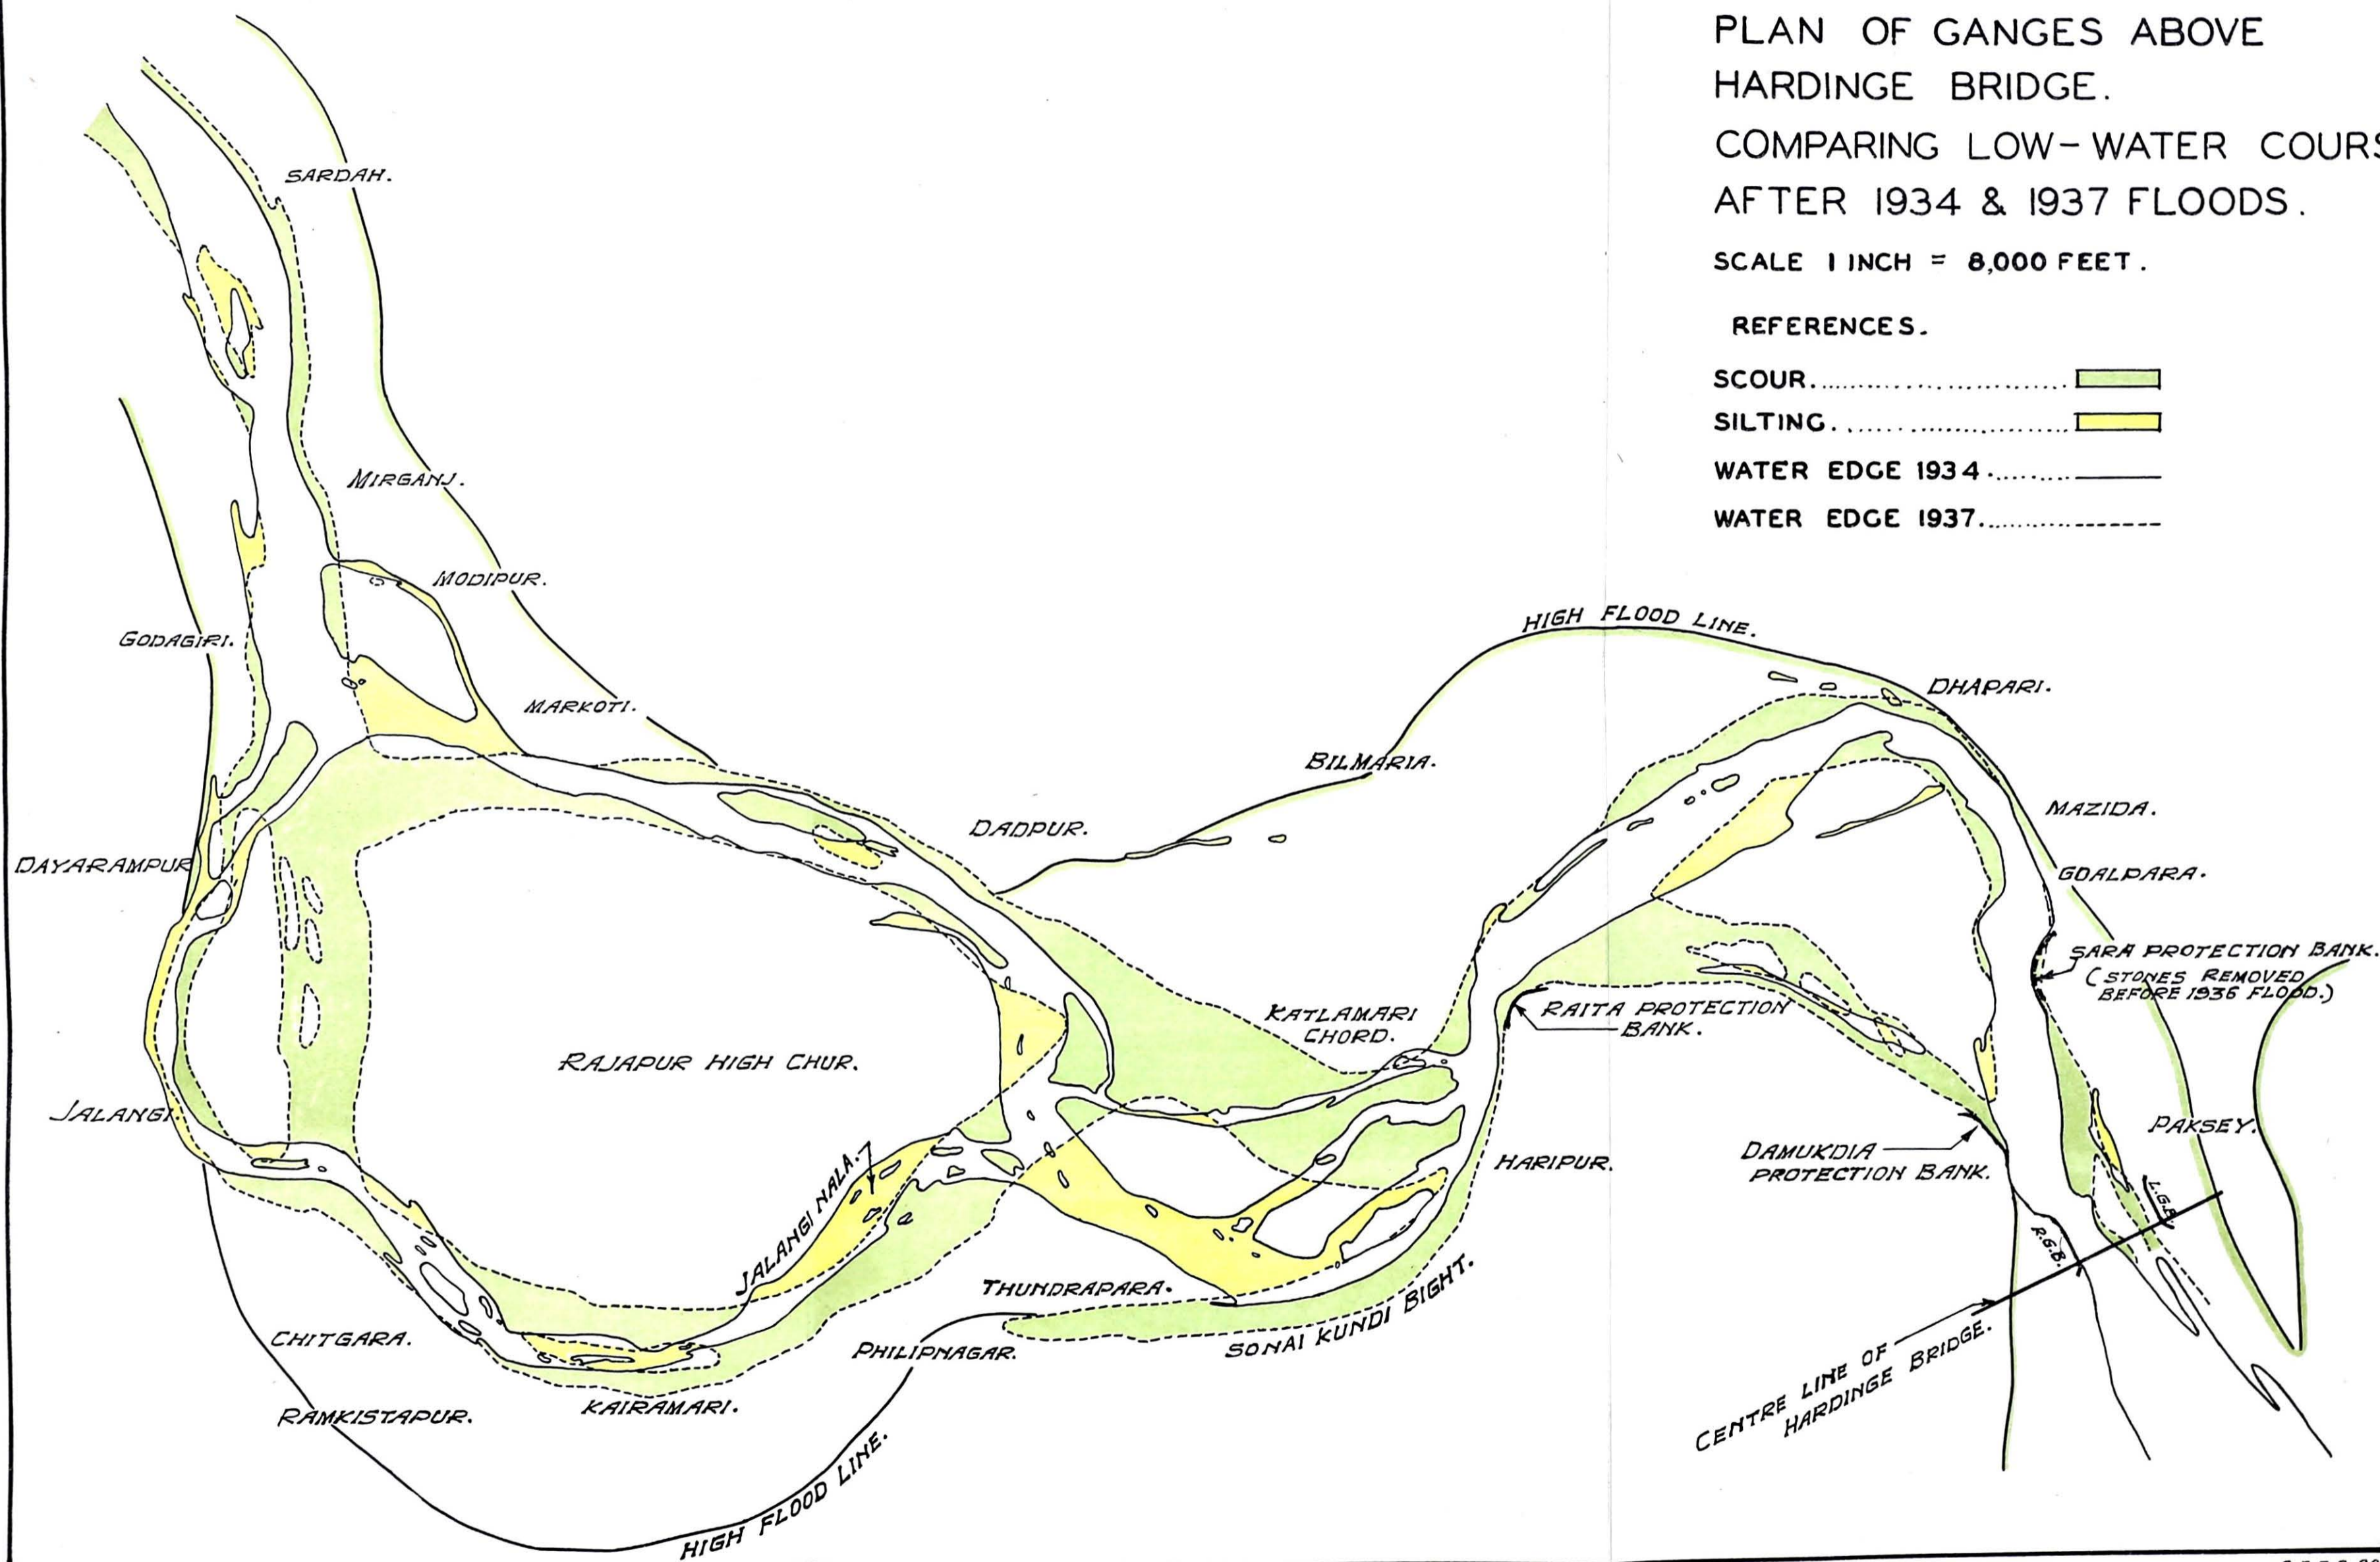 PLAN OF GANGES ABOVE
HARDINGE BRIDGE.
COMPARING LOW-WATER COURS
AFTER 1934 & 1937 FLOODS.
SCALE 1 INCH = 8,000 FEET.
REFERENCES.
SCOUR.
SILTING.
WATER EDGE 1934.
WATER EDGE 1937.
SARDAH.
MIRGANJ.
MODIPUR.
GODAGIRI.
MARKOTI.
HIGH FLOOD LINE.
DHAPARI.
BILMARIA.
DADPUR.
MAZIDA.
DAYARAMPUR
GOALPARA.
SARA PROTECTION BANK.
(STONES REMOVED
BEFORE 1936 FLOOD.)
KATLAMARI
CHORD.
RAITA PROTECTION
BANK.
RAJAPUR HIGH CHUR.
JALANGI
PAKSEY.
DAMUKDIA
PROTECTION BANK.
HARIPUR.
JALANGI NALA.
L.G.B.
R.G.B.
THUNDRAPARA.
SONAI KUNDI BIGHT.
CHITGARA.
PHILIPNAGAR.
CENTRE LINE OF
HARDINGE BRIDGE.
RAMKISTAPUR.
KAIRAMARI.
HIGH FLOOD LINE.